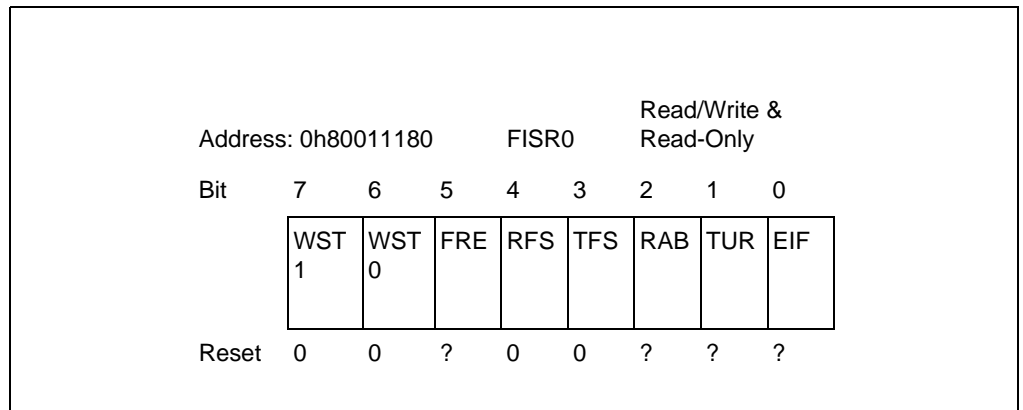 Read/Write &
Address: 0h80011180 FISR0 Read-Only
Bit 7 6 5 4 3 2 1 0
WST WST FRE RFS TFS RAB TUR EIF
1 0
Reset 0 0 ? 0 0 ? ? ?